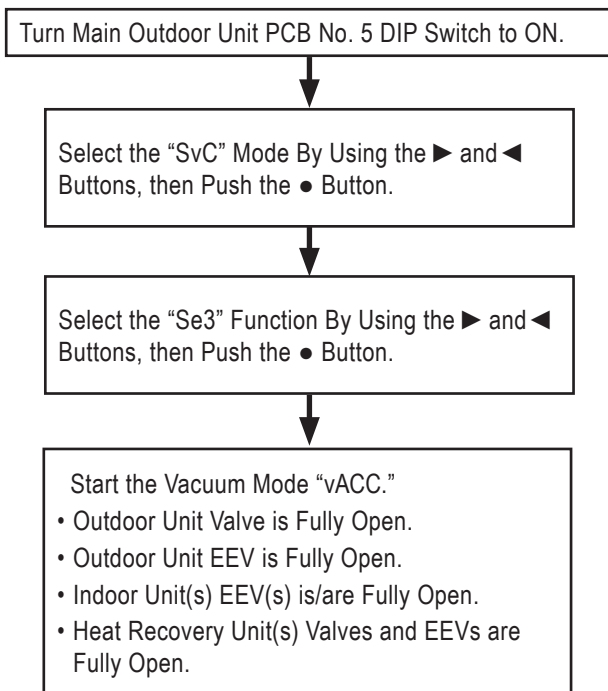 Turn Main Outdoor Unit PCB No. 5 DIP Switch to ON.
Select the “SvC” Mode By Using the ► and ◄
Buttons, then Push the ● Button.
Select the “Se3” Function By Using the ► and ◄
Buttons, then Push the ● Button.
Start the Vacuum Mode “vACC.”
• Outdoor Unit Valve is Fully Open.
• Outdoor Unit EEV is Fully Open.
• Indoor Unit(s) EEV(s) is/are Fully Open.
• Heat Recovery Unit(s) Valves and EEVs are
Fully Open.